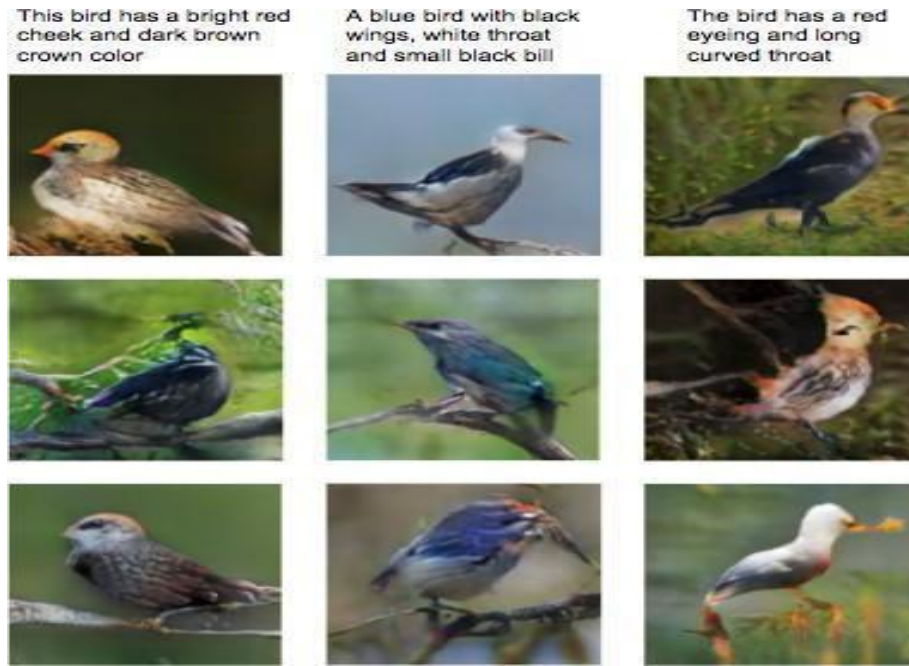 This bird has a bright red
cheek and dark brown
crown color
A blue bird with black
wings, white throat
and small black bill
The bird has a red
eyeing and long
curved throat